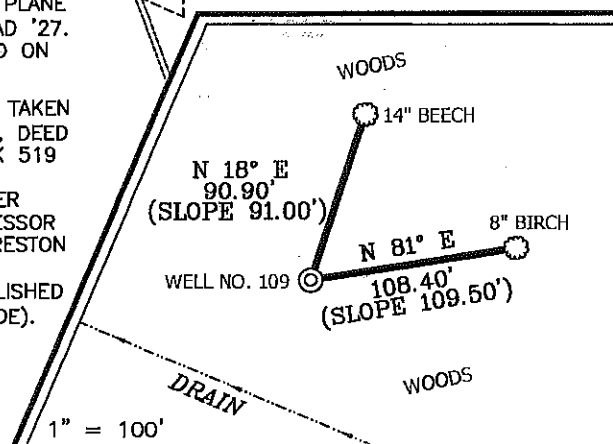 PLANE
AD '27.
ON
TAKEN
DEED
519
ER
ESSOR
RESTON
LISHED
DE).
WOODS
14" BEECH
N 18° E
90.90'
(SLOPE 91.00')
8" BIRCH
N 81° E
WELL NO. 109
108.40'
(SLOPE 109.50')
WOODS
DRAIN
1" = 100'